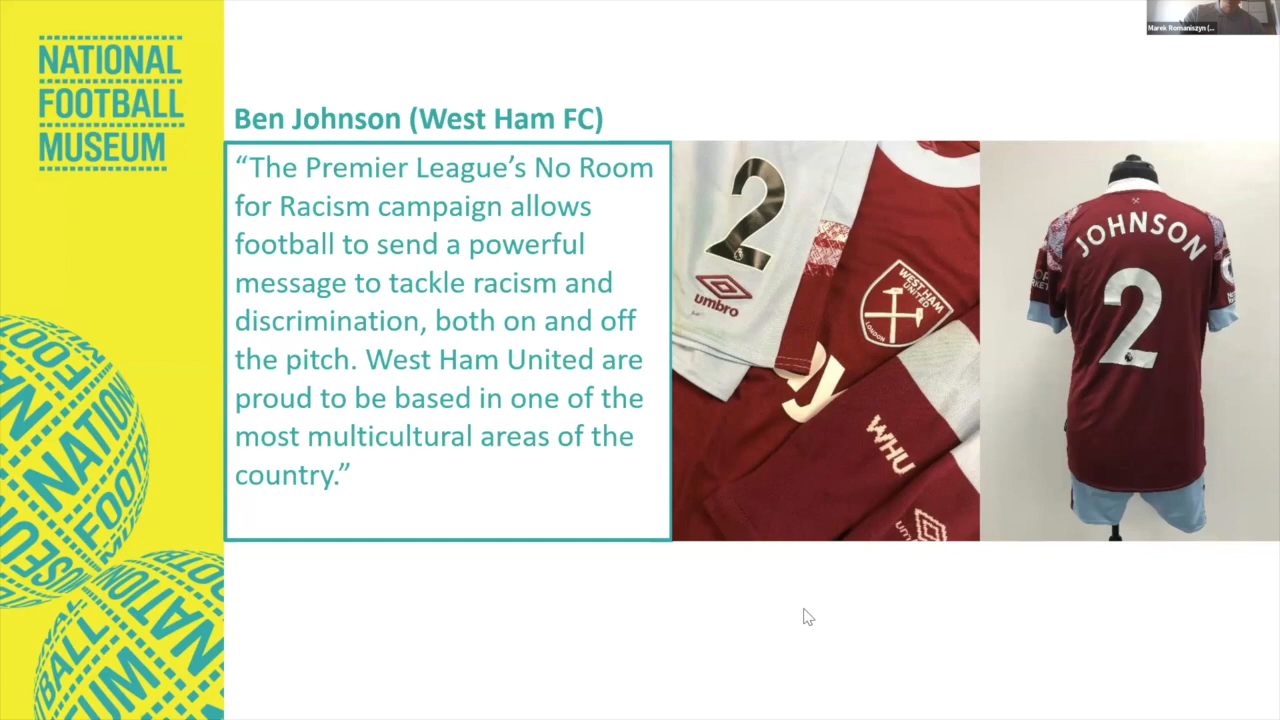 NATIONAL
FOOTBALL
MUSEUM
Marek Romaniszyn (...
Ben Johnson (West Ham FC)
“The Premier League’s No Room
for Racism campaign allows
football to send a powerful
message to tackle racism and
discrimination, both on and off
the pitch. West Ham United are
proud to be based in one of the
most multicultural areas of the
country.”
2
umbro
WEST HAM
UNITED
LONDON
y
WHU
um
JOHNSON
2